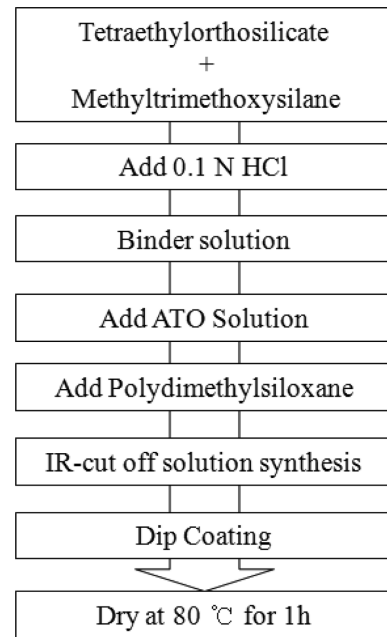 Tetraethylorthosilicate
+
Methyltrimethoxysilane
Add 0.1 N HCl
Binder solution
Add ATO Solution
Add Polydimethylsiloxane
IR-cut off solution synthesis
Dip Coating
Dry at 80 ℃ for 1h